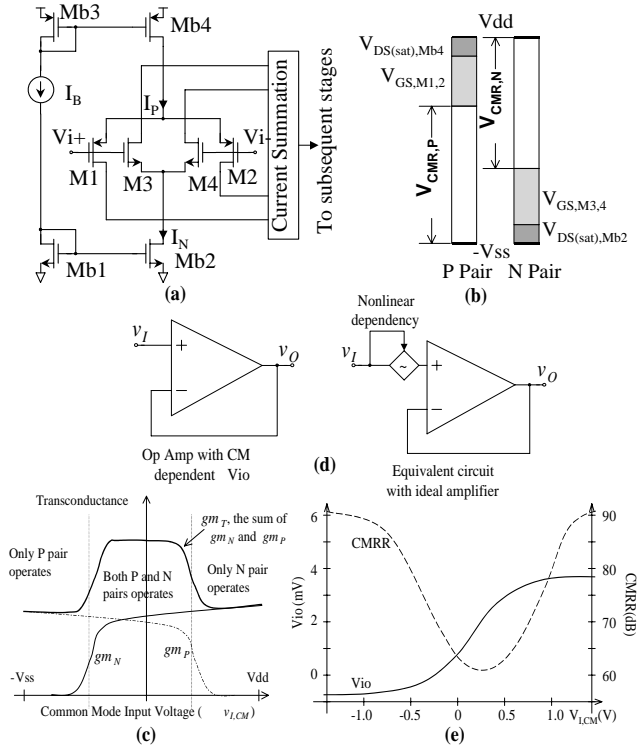 Mb3
Mb4
I_B
I_P
Vi+
Vi-
M1
M3
M4
M2
Current Summation
To subsequent stages
I_N
Mb1
Mb2
(a)
Vdd
V_DS(sat),Mb4
V_GS,M1,2
V_CMR,N
V_CMR,P
V_GS,M3,4
V_DS(sat),Mb2
-Vss
P Pair N Pair
(b)
v_I
+
−
v_O
Op Amp with CM
dependent Vio
Nonlinear
dependency
v_I
~
+
−
v_O
Equivalent circuit
with ideal amplifier
(d)
Transconductance
gm_T, the sum of
gm_N and gm_P
Only P pair
operates
Both P and N
pairs operates
Only N pair
operates
gm_N
gm_P
-Vss
Vdd
Common Mode Input Voltage ( v_I,CM)
(c)
6
4
2
0
Vio (mV)
CMRR
Vio
90
80
70
60
CMRR(dB)
-1.0 -0.5 0 0.5 1.0 V_I,CM(V)
(e)